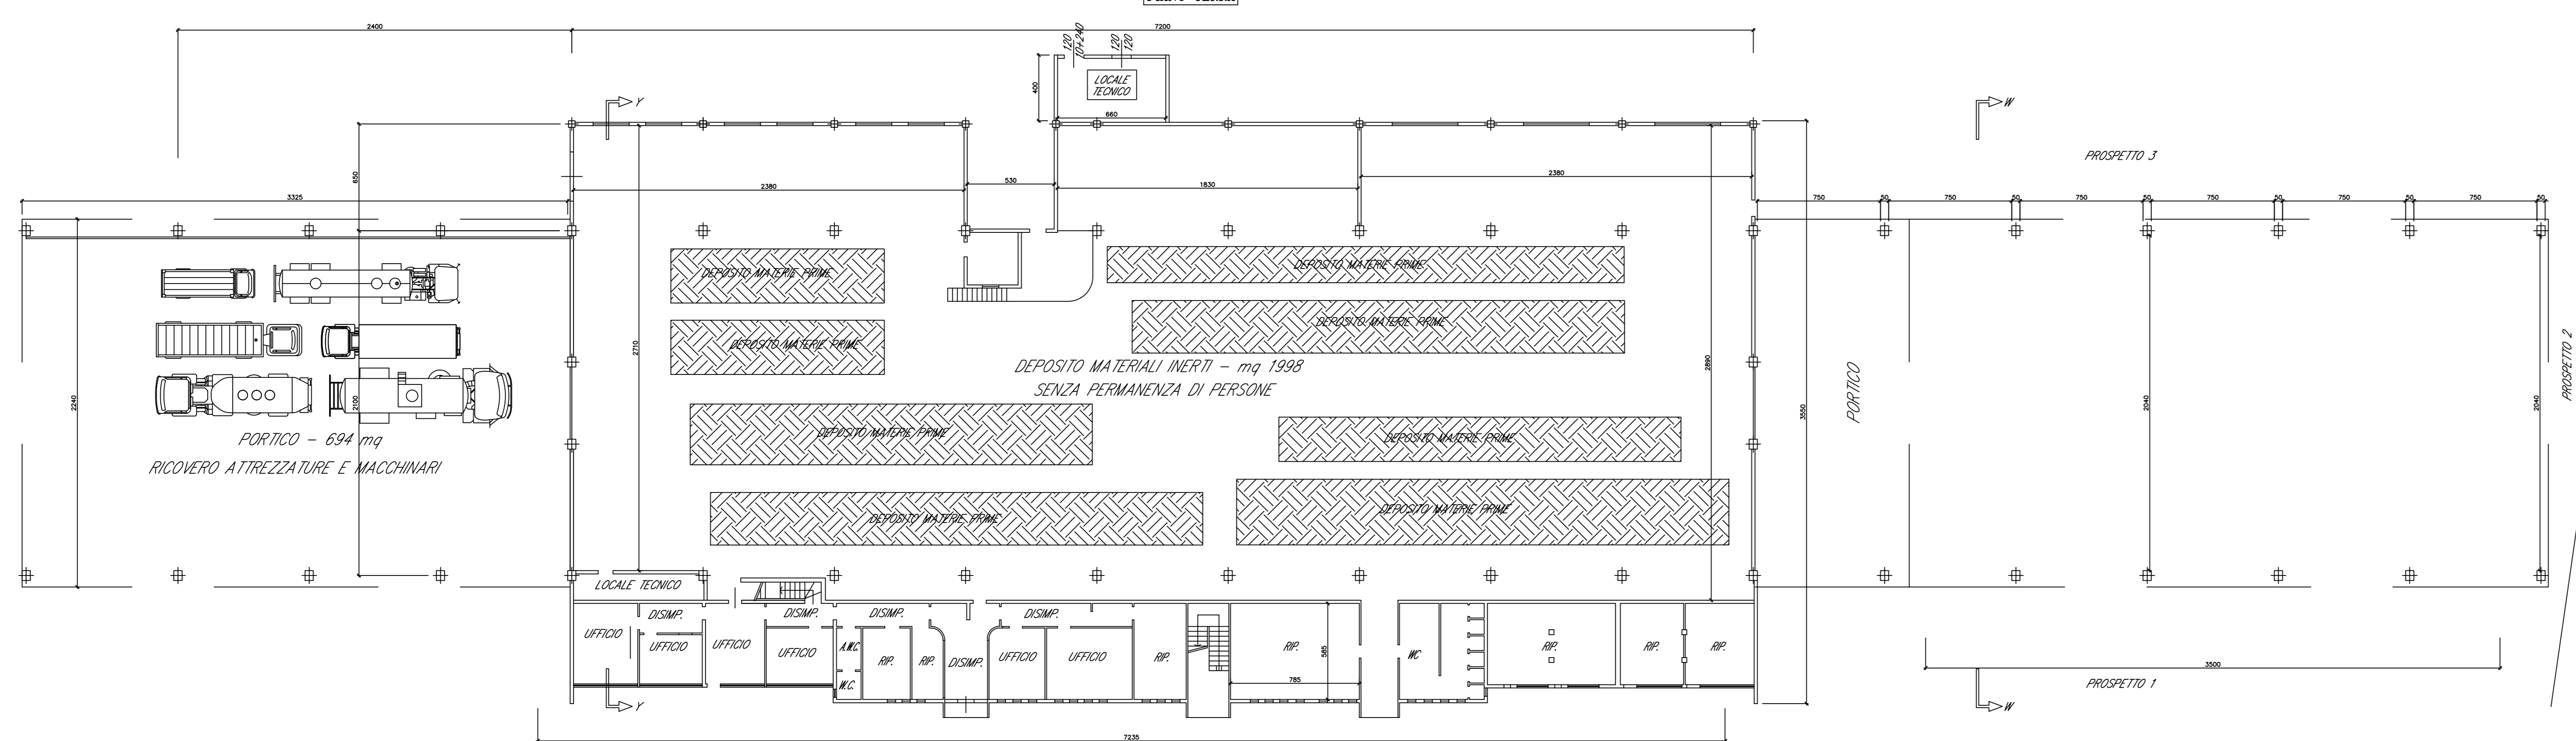 2400
7200
120
10+240
120
120
LOCALE
TECNICO
400
660
Y
W
PROSPETTO 3
650
2380
530
1830
2380
3325
750
50
750
50
750
50
750
50
750
50
750
50
DEPOSITO MATERIE PRIME
DEPOSITO MATERIE PRIME
DEPOSITO MATERIE PRIME
DEPOSITO MATERIE PRIME
2710
DEPOSITO MATERIALI INERTI - mq 1998
SENZA PERMANENZA DI PERSONE
2890
3550
PORTICO
2040
2040
PROSPETTO 2
2240
2100
PORTICO - 694 mq
RICOVERO ATTREZZATURE E MACCHINARI
DEPOSITO MATERIE PRIME
DEPOSITO MATERIE PRIME
DEPOSITO MATERIE PRIME
DEPOSITO MATERIE PRIME
LOCALE TECNICO
DISIMP.
DISIMP.
DISIMP.
DISIMP.
UFFICIO
UFFICIO
UFFICIO
UFFICIO
A.W.C.
W.C.
RIP.
RIP.
DISIMP.
UFFICIO
UFFICIO
RIP.
RIP.
585
785
WC
RIP.
RIP.
RIP.
3500
PROSPETTO 1
Y
W
7235